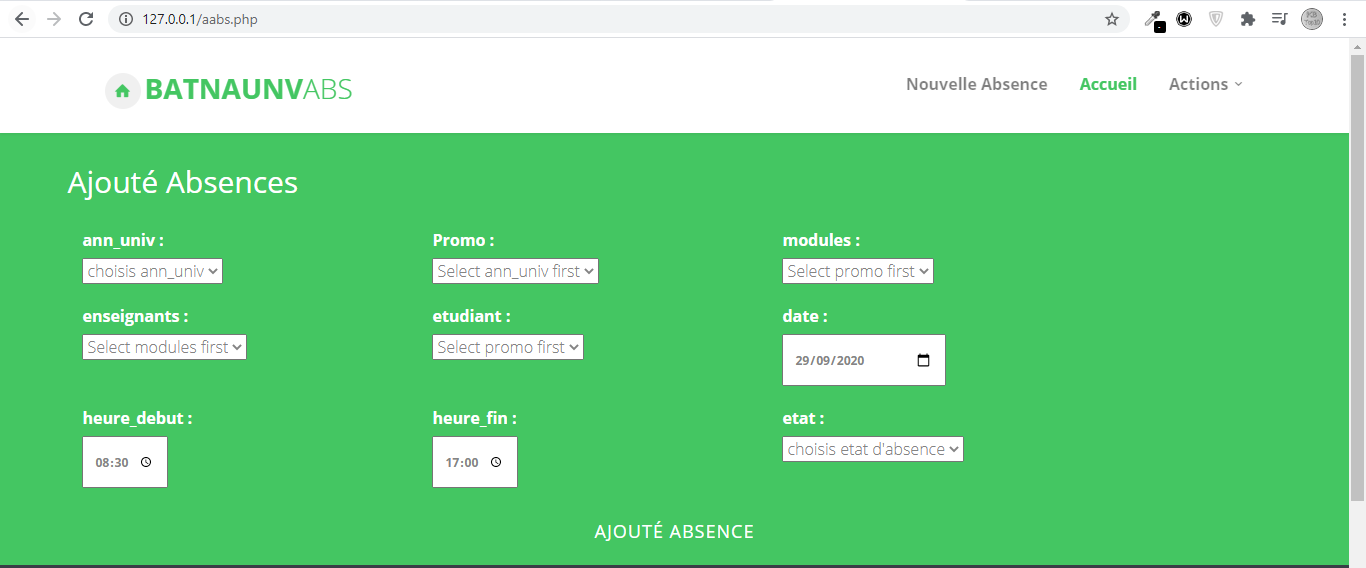 127.0.0.1/aabs.php
BATNAUNVABS
Nouvelle Absence Accueil Actions
Ajouté Absences
ann_univ : Promo : modules :
choisis ann_univ Select ann_univ first Select promo first
enseignants : etudiant : date :
Select modules first Select promo first 29/09/2020
heure_debut : heure_fin : etat :
08:30 17:00 choisis etat d'absence
AJOUTÉ ABSENCE